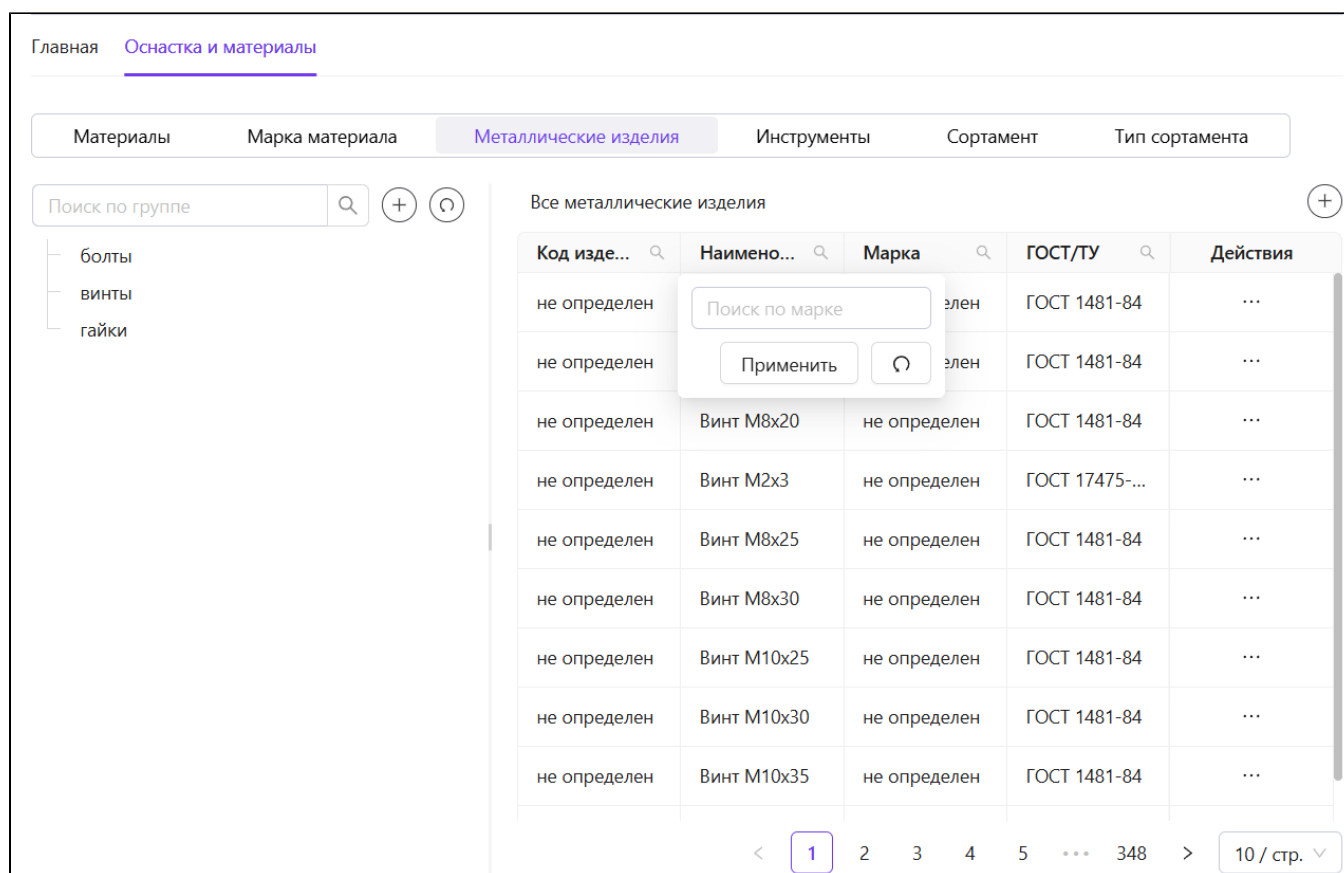 Главная Оснастка и материалы
Материалы Марка материала Металлические изделия Инструменты Сортамент Тип сортамента
Поиск по группе
болты
винты
гайки
Все металлические изделия
Код изде... Наимено... Марка ГОСТ/ТУ Действия
не определен елен ГОСТ 1481-84 ...
Поиск по марке
не определен елен ГОСТ 1481-84 ...
Применить
не определен Винт М8х20 не определен ГОСТ 1481-84 ...
не определен Винт М2х3 не определен ГОСТ 17475-... ...
не определен Винт М8х25 не определен ГОСТ 1481-84 ...
не определен Винт М8х30 не определен ГОСТ 1481-84 ...
не определен Винт М10х25 не определен ГОСТ 1481-84 ...
не определен Винт М10х30 не определен ГОСТ 1481-84 ...
не определен Винт М10х35 не определен ГОСТ 1481-84 ...
< 1 2 3 4 5 ••• 348 > 10 / стр.